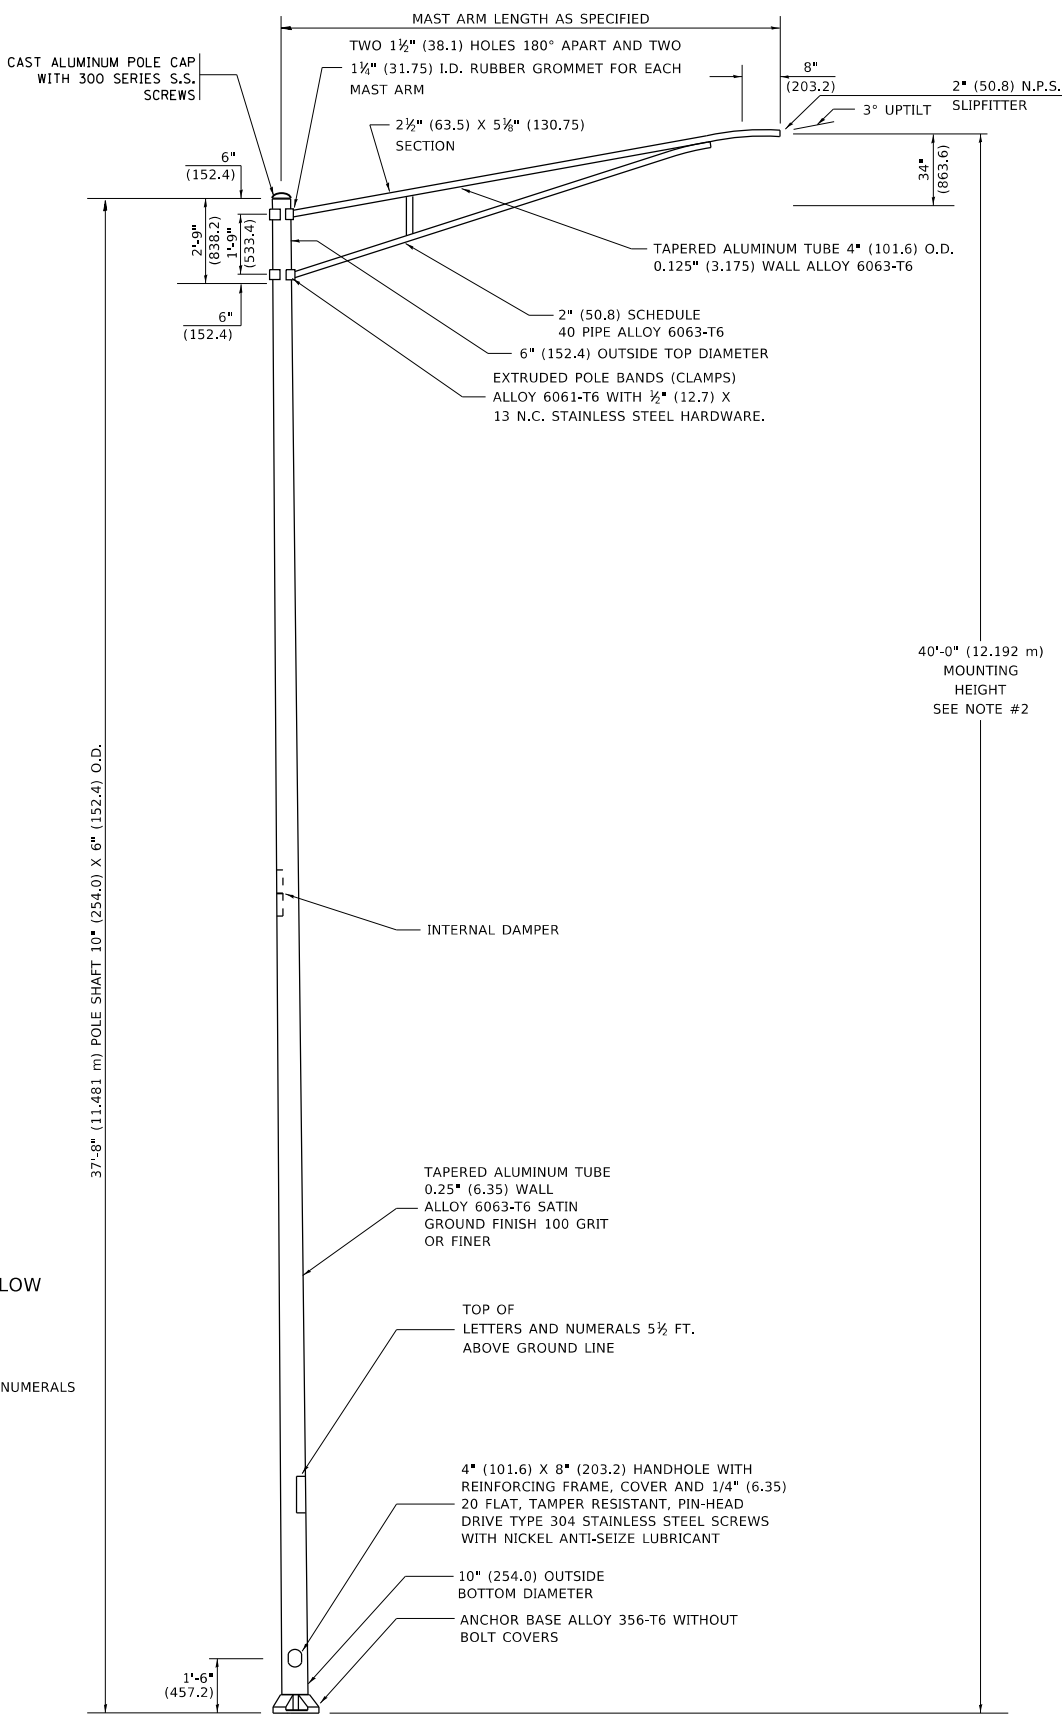 MAST ARM LENGTH AS SPECIFIED
CAST ALUMINUM POLE CAP
WITH 300 SERIES S.S.
SCREWS
TWO 1½" (38.1) HOLES 180° APART AND TWO
1¼" (31.75) I.D. RUBBER GROMMET FOR EACH
MAST ARM
8"
(203.2)
2" (50.8) N.P.S.
SLIPFITTER
3° UPTILT
2½" (63.5) X 5⅛" (130.75)
SECTION
6"
(152.4)
34"
(863.6)
2'-9"
(838.2)
1'-9"
(533.4)
TAPERED ALUMINUM TUBE 4" (101.6) O.D.
0.125" (3.175) WALL ALLOY 6063-T6
6"
(152.4)
2" (50.8) SCHEDULE
40 PIPE ALLOY 6063-T6
6" (152.4) OUTSIDE TOP DIAMETER
EXTRUDED POLE BANDS (CLAMPS)
ALLOY 6061-T6 WITH ½" (12.7) X
13 N.C. STAINLESS STEEL HARDWARE.
40'-0" (12.192 m)
MOUNTING
HEIGHT
SEE NOTE #2
37'-8" (11.481 m) POLE SHAFT 10" (254.0) X 6" (152.4) O.D.
INTERNAL DAMPER
TAPERED ALUMINUM TUBE
0.25" (6.35) WALL
ALLOY 6063-T6 SATIN
GROUND FINISH 100 GRIT
OR FINER
LOW
TOP OF
LETTERS AND NUMERALS 5½ FT.
ABOVE GROUND LINE
NUMERALS
4" (101.6) X 8" (203.2) HANDHOLE WITH
REINFORCING FRAME, COVER AND 1/4" (6.35)
20 FLAT, TAMPER RESISTANT, PIN-HEAD
DRIVE TYPE 304 STAINLESS STEEL SCREWS
WITH NICKEL ANTI-SEIZE LUBRICANT
10" (254.0) OUTSIDE
BOTTOM DIAMETER
ANCHOR BASE ALLOY 356-T6 WITHOUT
BOLT COVERS
1'-6"
(457.2)